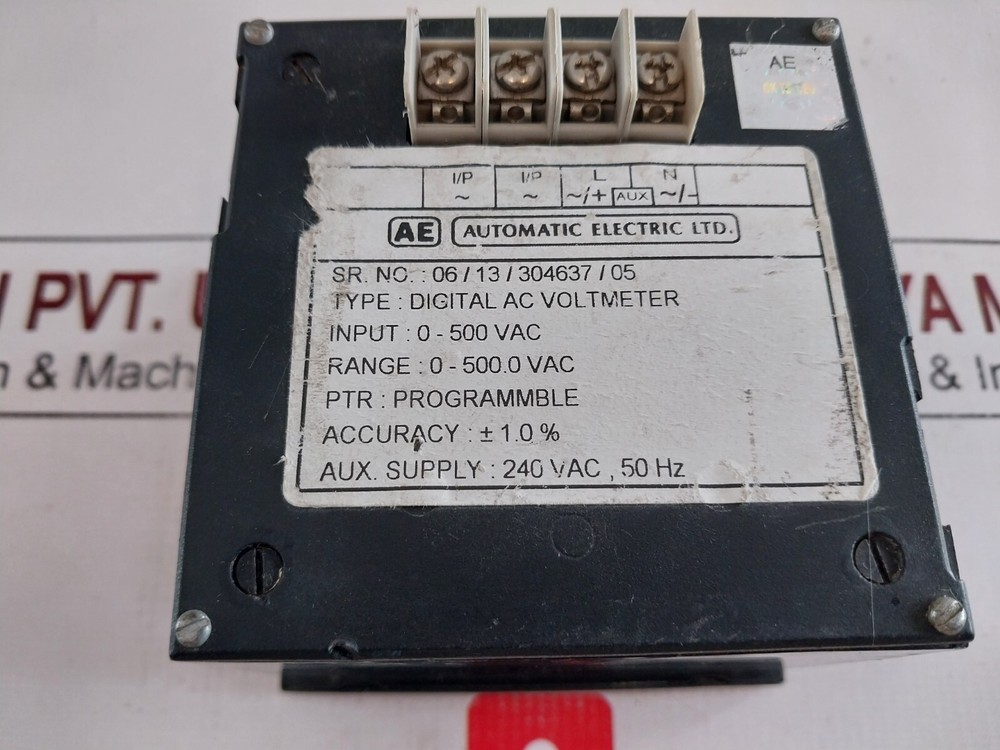 AE
I/P I/P L N
~ ~ ~/+ AUX ~/-
AE AUTOMATIC ELECTRIC LTD.
SR. NO. : 06 / 13 / 304637 / 05
TYPE : DIGITAL AC VOLTMETER
INPUT : 0 - 500 VAC
RANGE : 0 - 500.0 VAC
PTR : PROGRAMMBLE
ACCURACY : ± 1.0 %
AUX. SUPPLY : 240 VAC , 50 Hz
PVT.
& Mach
& In